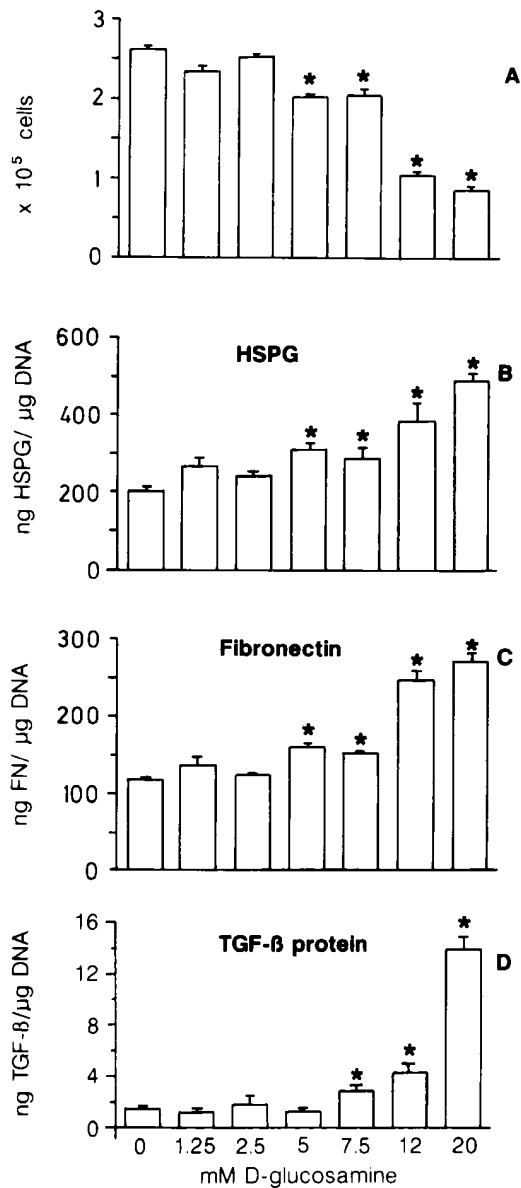 3
2
1
0
x 10⁵ cells
A
* * * *
600
400
200
0
ng HSPG/ µg DNA
HSPG
B
* * * *
300
200
100
0
ng FN/ µg DNA
Fibronectin
C
* * * *
16
12
8
4
0
ng TGF-ß/µg DNA
TGF-ß protein
D
* * *
0 1.25 2.5 5 7.5 12 20
mM D-glucosamine